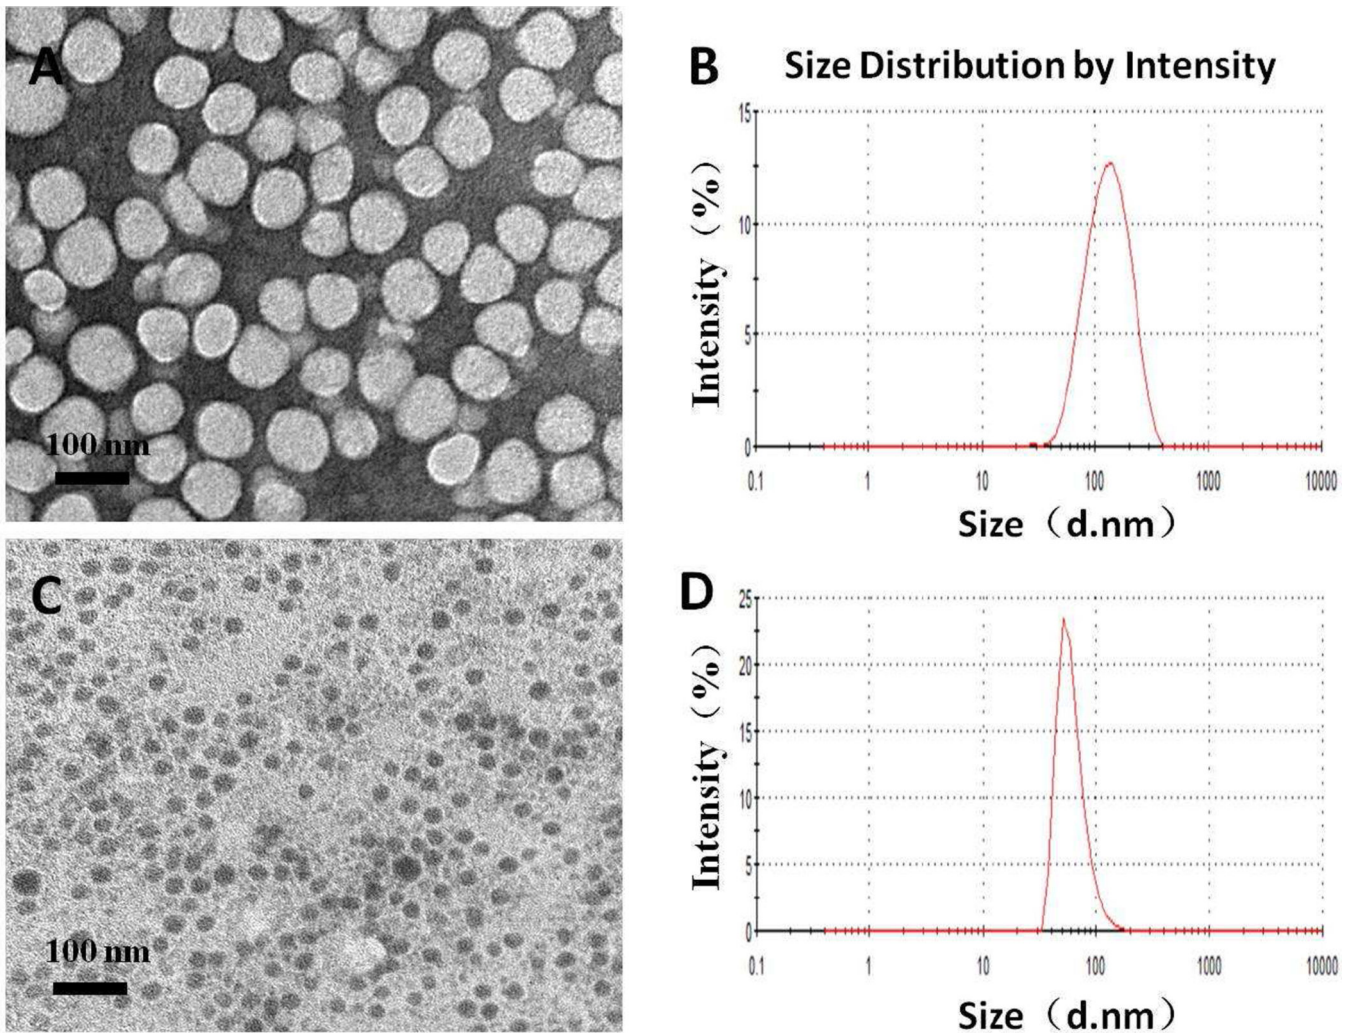 A
100 nm
B
Size Distribution by Intensity
Intensity（%）
15
10
5
0
0.1 1 10 100 1000 10000
Size（d.nm）
C
100 nm
D
Intensity（%）
25
20
15
10
5
0
0.1 1 10 100 1000 10000
Size（d.nm）